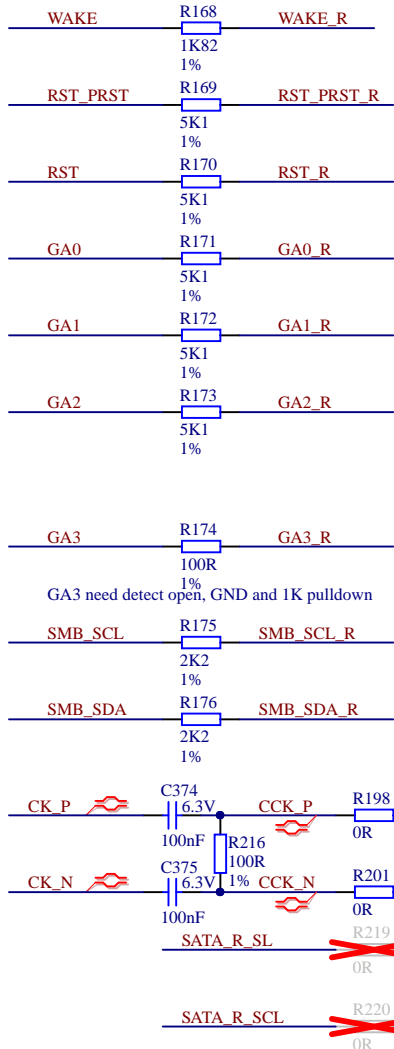 WAKE R168 WAKE_R
1K82
1%
RST_PRST R169 RST_PRST_R
5K1
1%
RST R170 RST_R
5K1
1%
GA0 R171 GA0_R
5K1
1%
GA1 R172 GA1_R
5K1
1%
GA2 R173 GA2_R
5K1
1%
GA3 R174 GA3_R
100R
1%
GA3 need detect open, GND and 1K pulldown
SMB_SCL R175 SMB_SCL_R
2K2
1%
SMB_SDA R176 SMB_SDA_R
2K2
1%
C374
CK_P 6.3V CCK_P R198
100nF R216 0R
100R
C375
CK_N 6.3V 1% CCK_N R201
100nF 0R
SATA_R_SL R219
0R
SATA_R_SCL R220
0R